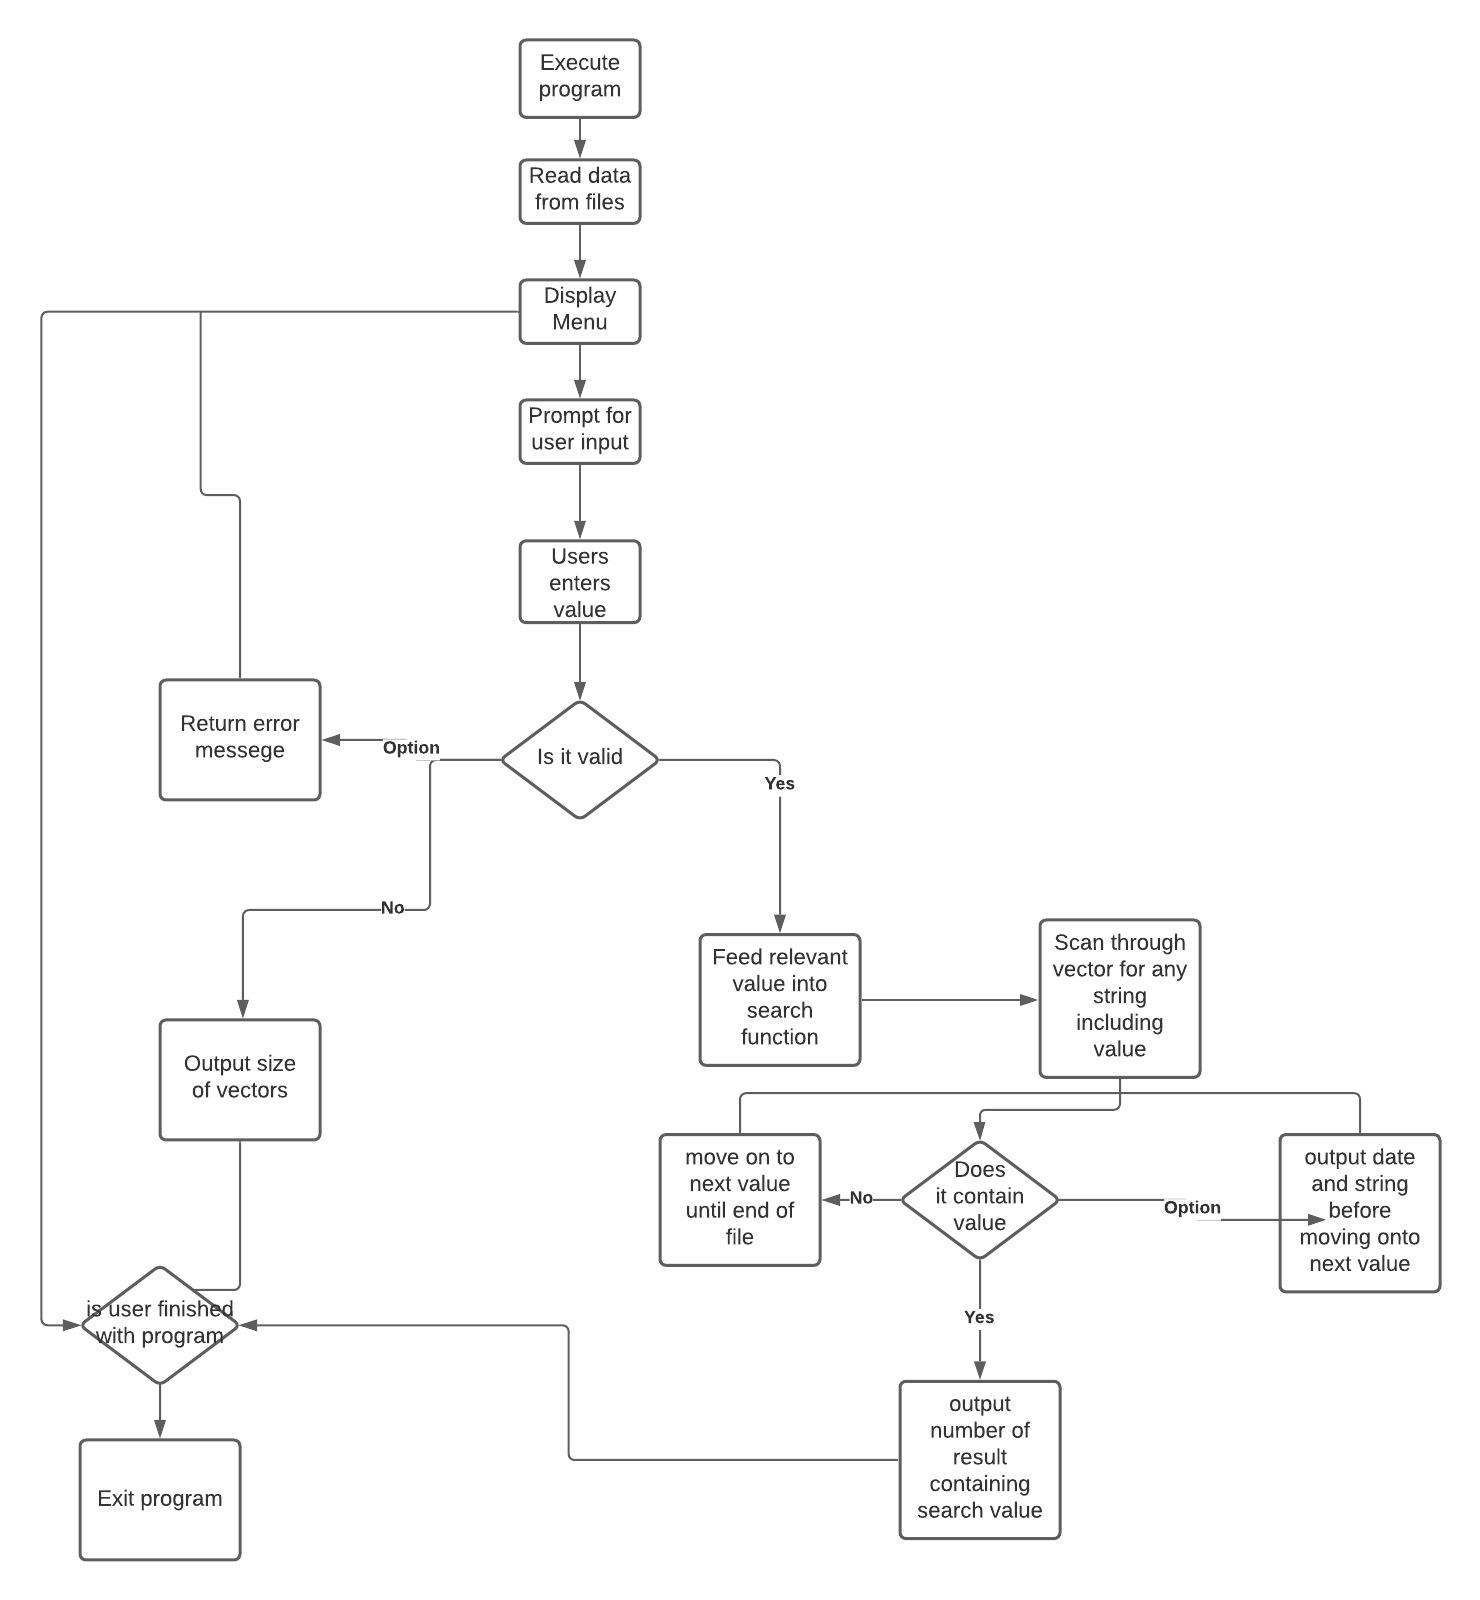 Execute
program
Read data
from files
Display
Menu
Prompt for
user input
Users
enters
value
Return error
messege
Option
Is it valid
Yes
No
Feed relevant
value into
search
function
Scan through
vector for any
string
including
value
Output size
of vectors
move on to
next value
until end of
file
No
Does
it contain
value
Option
output date
and string
before
moving onto
next value
Yes
is user finished
with program
output
number of
result
containing
search value
Exit program